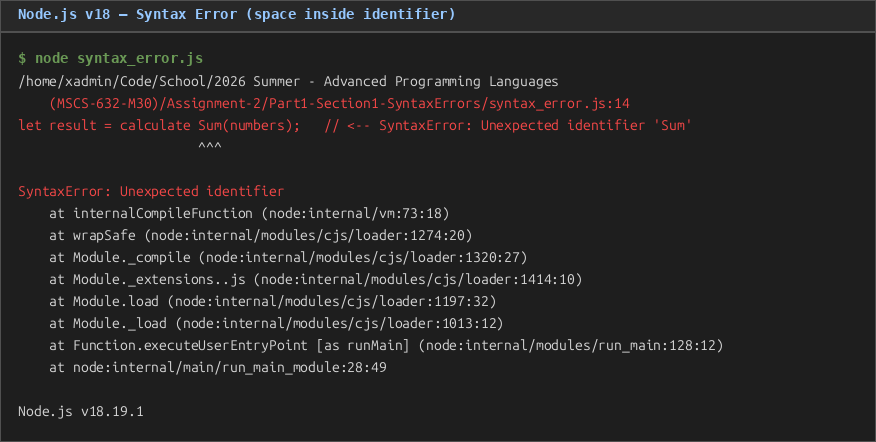 Node.js v18 — Syntax Error (space inside identifier)
$ node syntax_error.js
/home/xadmin/Code/School/2026 Summer - Advanced Programming Languages
(MSCS-632-M30)/Assignment-2/Part1-Section1-SyntaxErrors/syntax_error.js:14
let result = calculate Sum(numbers);   // <-- SyntaxError: Unexpected identifier 'Sum'
^^^
SyntaxError: Unexpected identifier
at internalCompileFunction (node:internal/vm:73:18)
at wrapSafe (node:internal/modules/cjs/loader:1274:20)
at Module._compile (node:internal/modules/cjs/loader:1320:27)
at Module._extensions..js (node:internal/modules/cjs/loader:1414:10)
at Module.load (node:internal/modules/cjs/loader:1197:32)
at Module._load (node:internal/modules/cjs/loader:1013:12)
at Function.executeUserEntryPoint [as runMain] (node:internal/modules/run_main:128:12)
at node:internal/main/run_main_module:28:49
Node.js v18.19.1